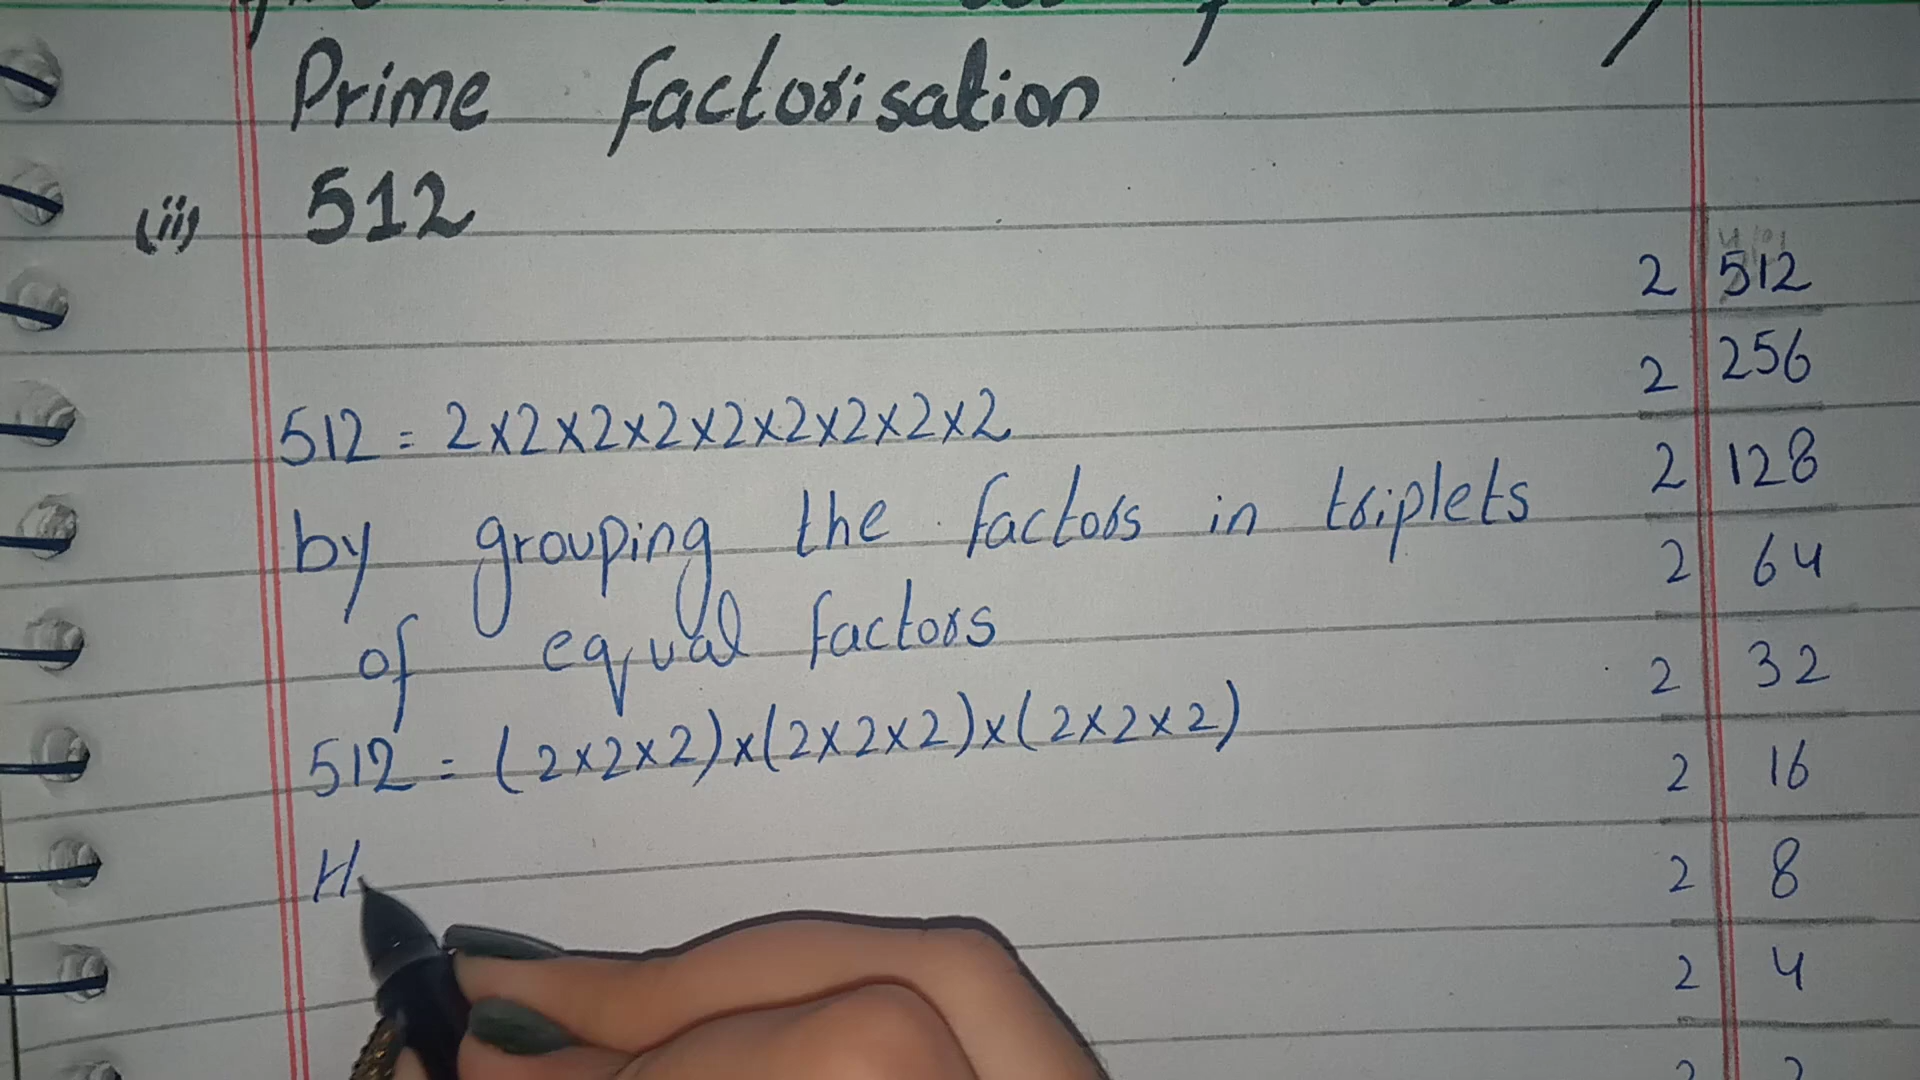 Prime factorisation
(ii) 512
512 = 2×2×2×2×2×2×2×2×2
by grouping the factors in triplets
of equal factors
512 = (2×2×2)×(2×2×2)×(2×2×2)
H
2 512
2 256
2 128
2 64
2 32
2 16
2 8
2 4
2 2